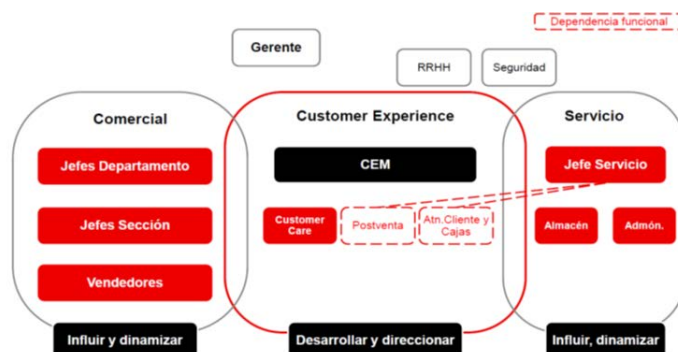 Dependencia funcional
Gerente
RRHH
Seguridad
Comercial
Customer Experience
Servicio
Jefes Departamento
CEM
Jefe Servicio
Jefes Sección
Customer
Care
Postventa
Atn.Cliente y
Cajas
Almacén
Admón.
Vendedores
Influir y dinamizar
Desarrollar y direccionar
Influir, dinamizar